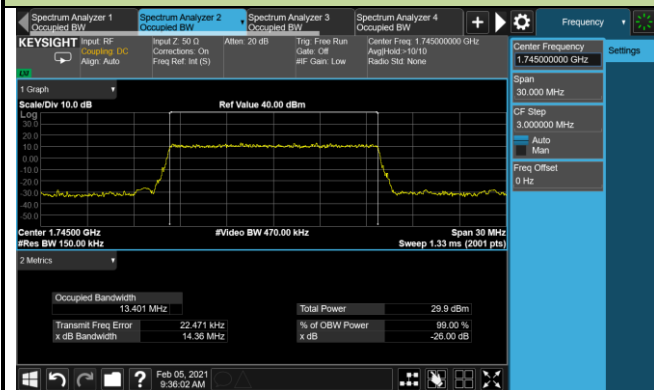 Spectrum Analyzer 1
Occupied BW
Spectrum Analyzer 2
Occupied BW
Spectrum Analyzer 3
Occupied BW
Spectrum Analyzer 4
Occupied BW
+
Frequency
KEYSIGHT
Input: RF
Coupling: DC
Align: Auto
Input Z: 50 Ω
Corrections: On
Freq Ref: Int (S)
Atten: 20 dB
Trig: Free Run
Gate: Off
#IF Gain: Low
Center Freq: 1.745000000 GHz
Avg|Hold:>10/10
Radio Std: None
Center Frequency
1.745000000 GHz
Settings
Span
30.000 MHz
CF Step
3.000000 MHz
Auto
Man
Freq Offset
0 Hz
1 Graph
Scale/Div 10.0 dB
Ref Value 40.00 dBm
Log
30.0
20.0
10.0
0.00
-10.0
-20.0
-30.0
-40.0
-50.0
Center 1.74500 GHz
#Video BW 470.00 kHz
Span 30 MHz
#Res BW 150.00 kHz
Sweep 1.33 ms (2001 pts)
2 Metrics
Occupied Bandwidth
13.401 MHz
Total Power
29.9 dBm
Transmit Freq Error
22.471 kHz
% of OBW Power
99.00 %
x dB Bandwidth
14.36 MHz
x dB
-26.00 dB
?
Feb 05, 2021
9:36:02 AM